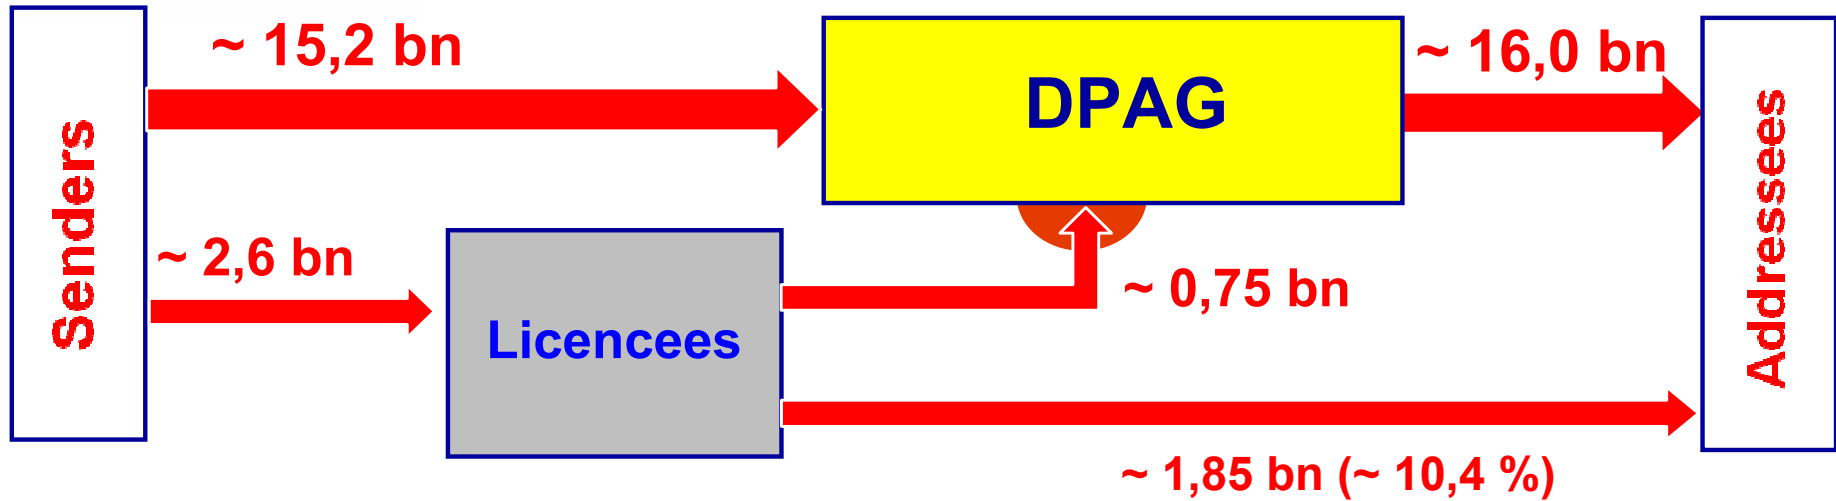 Senders
~ 15,2 bn
DPAG
~ 16,0 bn
Addressees
~ 2,6 bn
Licencees
~ 0,75 bn
~ 1,85 bn (~ 10,4 %)